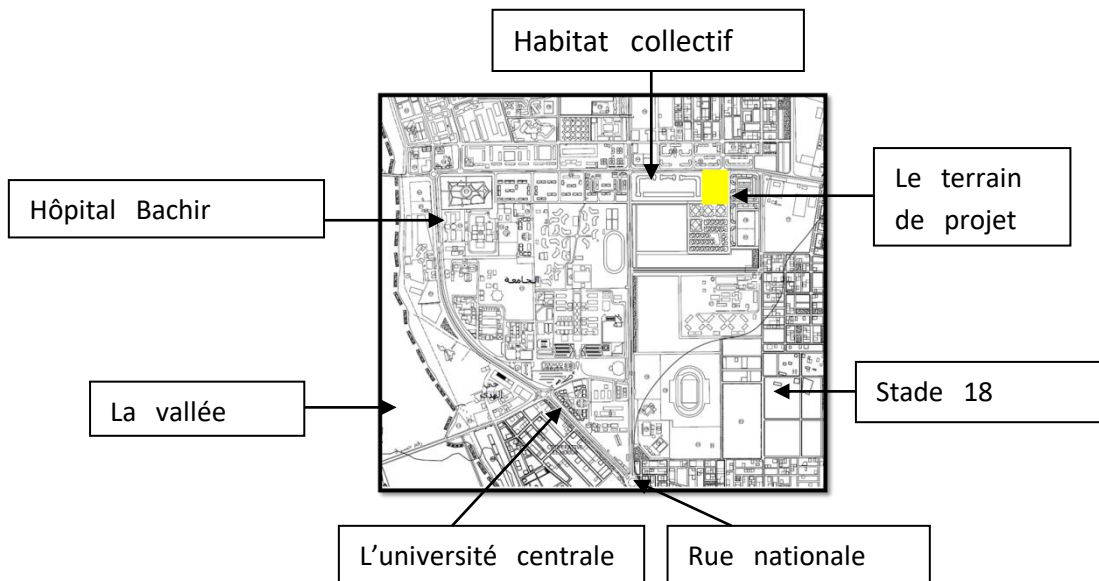 Habitat collectif
Hôpital Bachir
Le terrain
de projet
الجامعة
La vallée
Stade 18
L’université centrale
Rue nationale